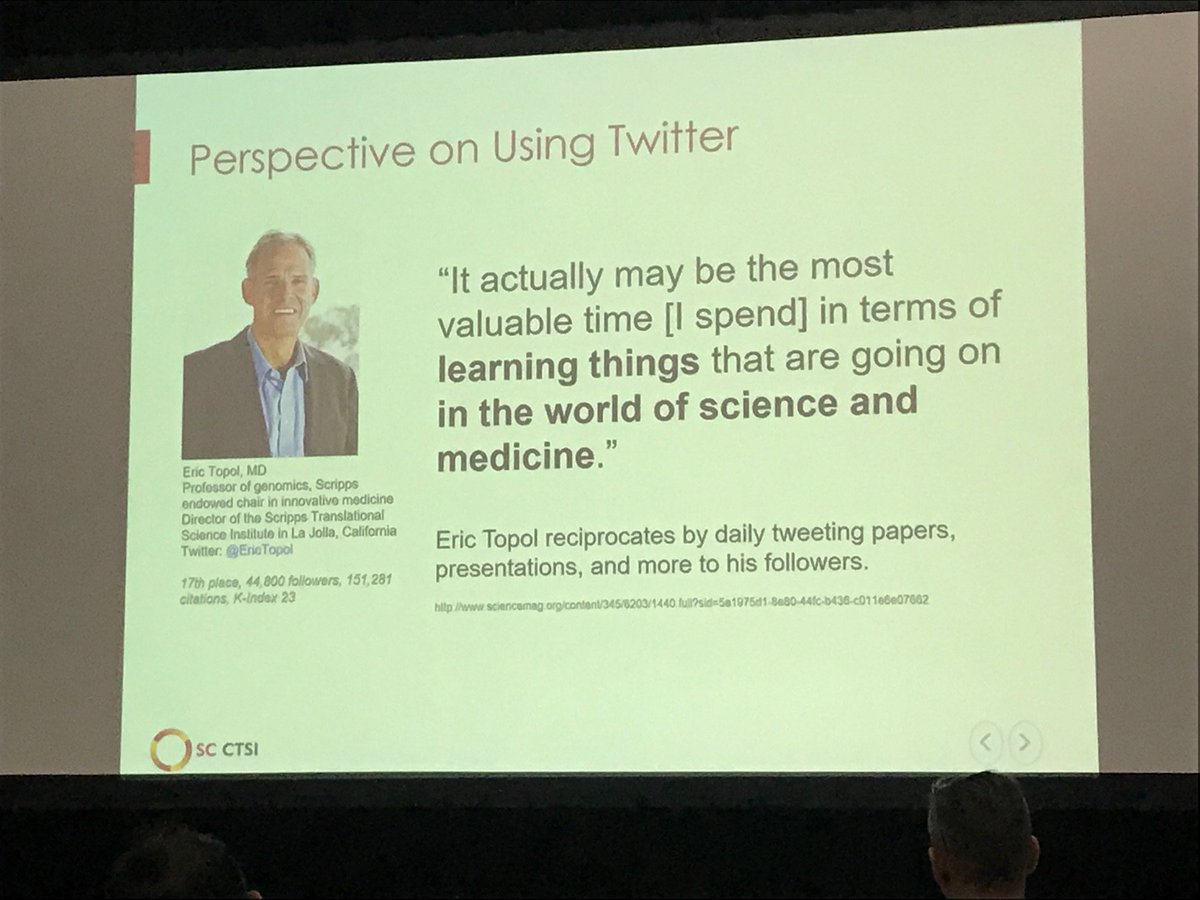 Perspective on Using Twitter
“It actually may be the most
valuable time [I spend] in terms of
learning things that are going on
in the world of science and
medicine.”
Eric Topol, MD
Professor of genomics, Scripps
endowed chair in innovative medicine
Director of the Scripps Translational
Science Institute in La Jolla, California
Twitter: @EricTopol
17th place, 44,800 followers, 151,281
citations, K-Index 23
Eric Topol reciprocates by daily tweeting papers,
presentations, and more to his followers.
http://www.sciencemag.org/content/345/6203/1440.full?sid=5a1975d1-8e80-44fc-b436-c011e6e07662
SC CTSI